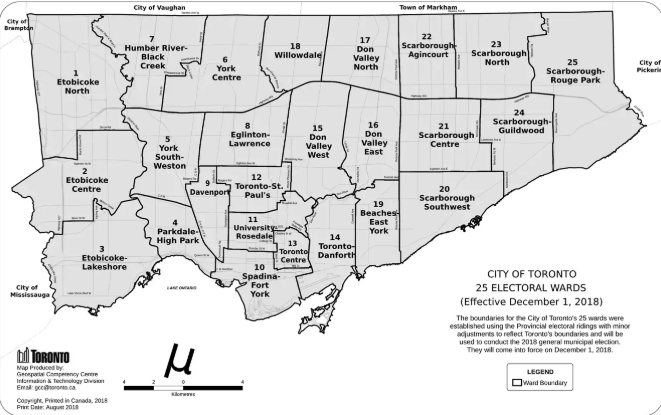 City of Vaughan
Town of Markham
City of
Brampton
City of
Pickerin
City of
Mississauga
LAKE ONTARIO
1
Etobicoke
North
2
Etobicoke
Centre
3
Etobicoke-
Lakeshore
4
Parkdale-
High Park
5
York
South-
Weston
6
York
Centre
7
Humber River-
Black
Creek
8
Eglinton-
Lawrence
9
Davenport
10
Spadina-
Fort
York
11
University-
Rosedale
12
Toronto-St.
Paul's
13
Toronto
Centre
14
Toronto-
Danforth
15
Don
Valley
West
16
Don
Valley
East
17
Don
Valley
North
18
Willowdale
19
Beaches-
East
York
20
Scarborough
Southwest
21
Scarborough
Centre
22
Scarborough-
Agincourt
23
Scarborough
North
24
Scarborough-
Guildwood
25
Scarborough-
Rouge Park
CITY OF TORONTO
25 ELECTORAL WARDS
(Effective December 1, 2018)
The boundaries for the City of Toronto's 25 wards were
established using the Provincial electoral ridings with minor
adjustments to reflect Toronto's boundaries and will be
used to conduct the 2018 general municipal election.
They will come into force on December 1, 2018.
LEGEND
Ward Boundary
TORONTO
Map Produced by:
Geospatial Competency Centre
Information & Technology Division
Email: gcc@toronto.ca
Copyright, Printed in Canada, 2018
Print Date: August 2018
4 2 0 4
Kilometres